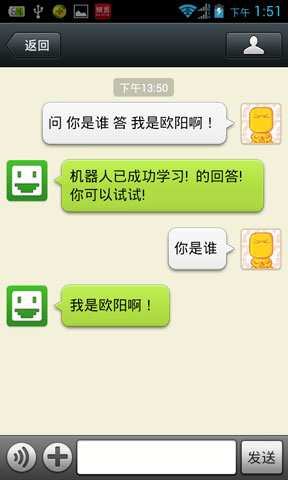 下午 1:51
返回
下午13:50
问 你是谁 答 我是欧阳啊！
机器人已成功学习! 的回答!
你可以试试!
你是谁
我是欧阳啊！
发送